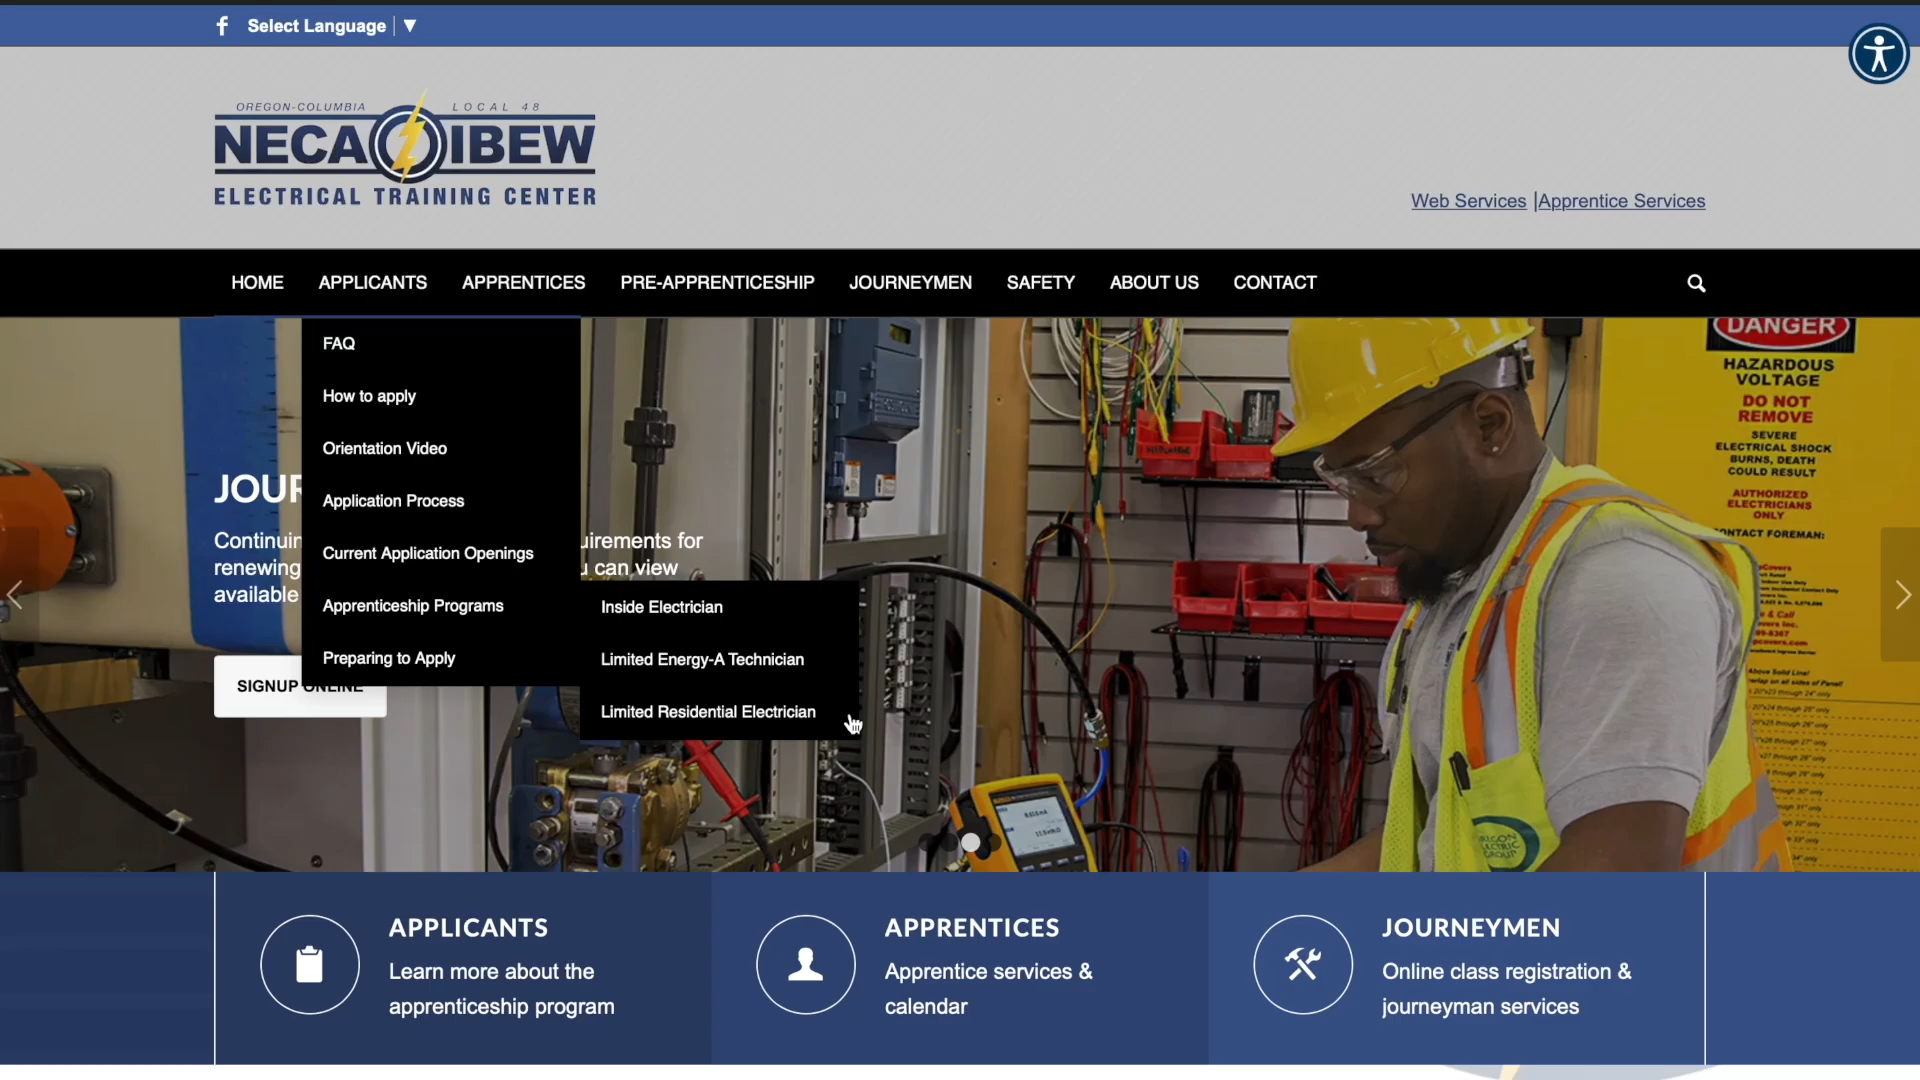 f Select Language ▼
OREGON-COLUMBIA LOCAL 48
NECA IBEW
ELECTRICAL TRAINING CENTER
Web Services | Apprentice Services
HOME APPLICANTS APPRENTICES PRE-APPRENTICESHIP JOURNEYMEN SAFETY ABOUT US CONTACT
FAQ
How to apply
Orientation Video
Application Process
Current Application Openings
Apprenticeship Programs
Preparing to Apply
Inside Electrician
Limited Energy-A Technician
Limited Residential Electrician
JOUR
Continuin
uirements for
renewing
u can view
available
SIGNUP ONLINE
DANGER
HAZARDOUS
VOLTAGE
DO NOT
REMOVE
SEVERE
ELECTRICAL SHOCK
BURNS, DEATH
COULD RESULT
AUTHORIZED
ELECTRICIANS
ONLY
ONTACT FOREMAN:
APPLICANTS
Learn more about the
apprenticeship program
APPRENTICES
Apprentice services &
calendar
JOURNEYMEN
Online class registration &
journeyman services